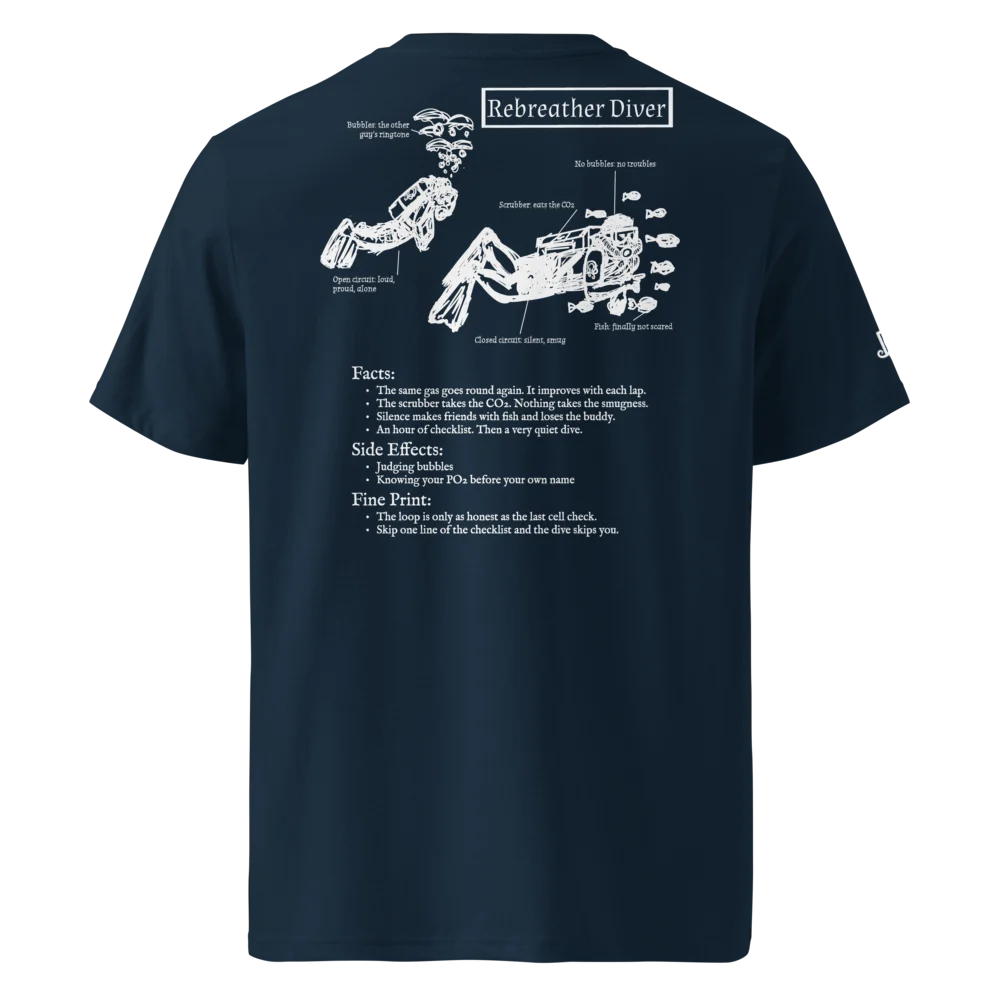 Rebreather Diver
Bubbles: the other
guy's ringtone
No bubbles: no troubles
Scrubber: eats the CO₂
Open circuit: loud,
proud, alone
Fish: finally not scared
Closed circuit: silent, smug
Facts:
• The same gas goes round again. It improves with each lap.
• The scrubber takes the CO₂. Nothing takes the smugness.
• Silence makes friends with fish and loses the buddy.
• An hour of checklist. Then a very quiet dive.
Side Effects:
• Judging bubbles
• Knowing your PO₂ before your own name
Fine Print:
• The loop is only as honest as the last cell check.
• Skip one line of the checklist and the dive skips you.